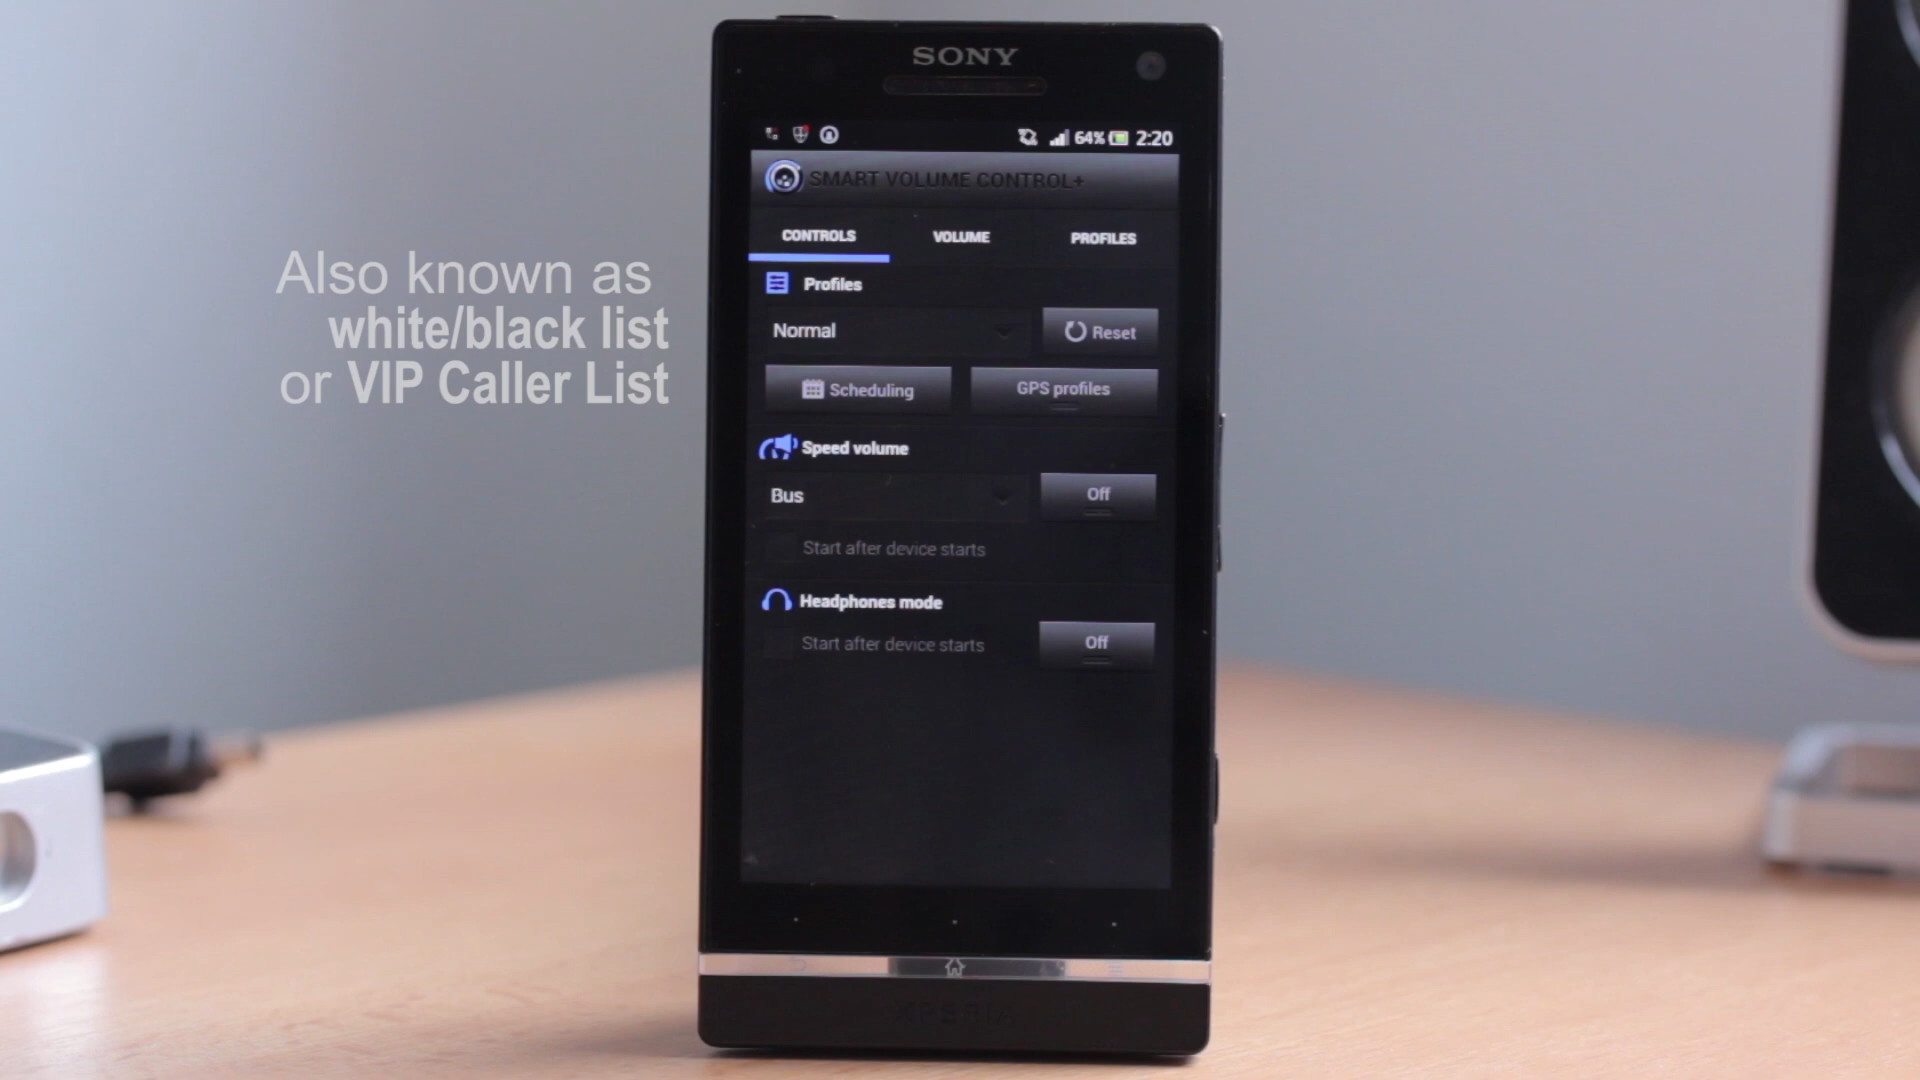 SONY
64% 2:20
SMART VOLUME CONTROL+
CONTROLS VOLUME PROFILES
Profiles
Normal Reset
Scheduling GPS profiles
Speed volume
Bus Off
Start after device starts
Headphones mode
Start after device starts Off
XPERIA
Also known as
white/black list
or VIP Caller List